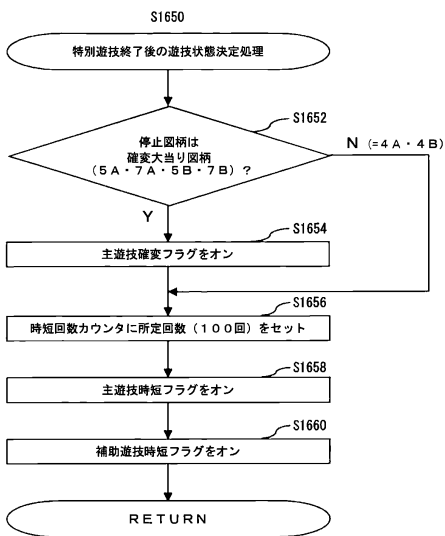 S1650
特別遊技終了後の遊技状態決定処理
S1652
停止図柄は
確変大当り図柄
(5A・7A・5B・7B)?
N (=4A・4B)
Y
S1654
主遊技確変フラグをオン
S1656
時短回数カウンタに所定回数(100回)をセット
S1658
主遊技時短フラグをオン
S1660
補助遊技時短フラグをオン
RETURN